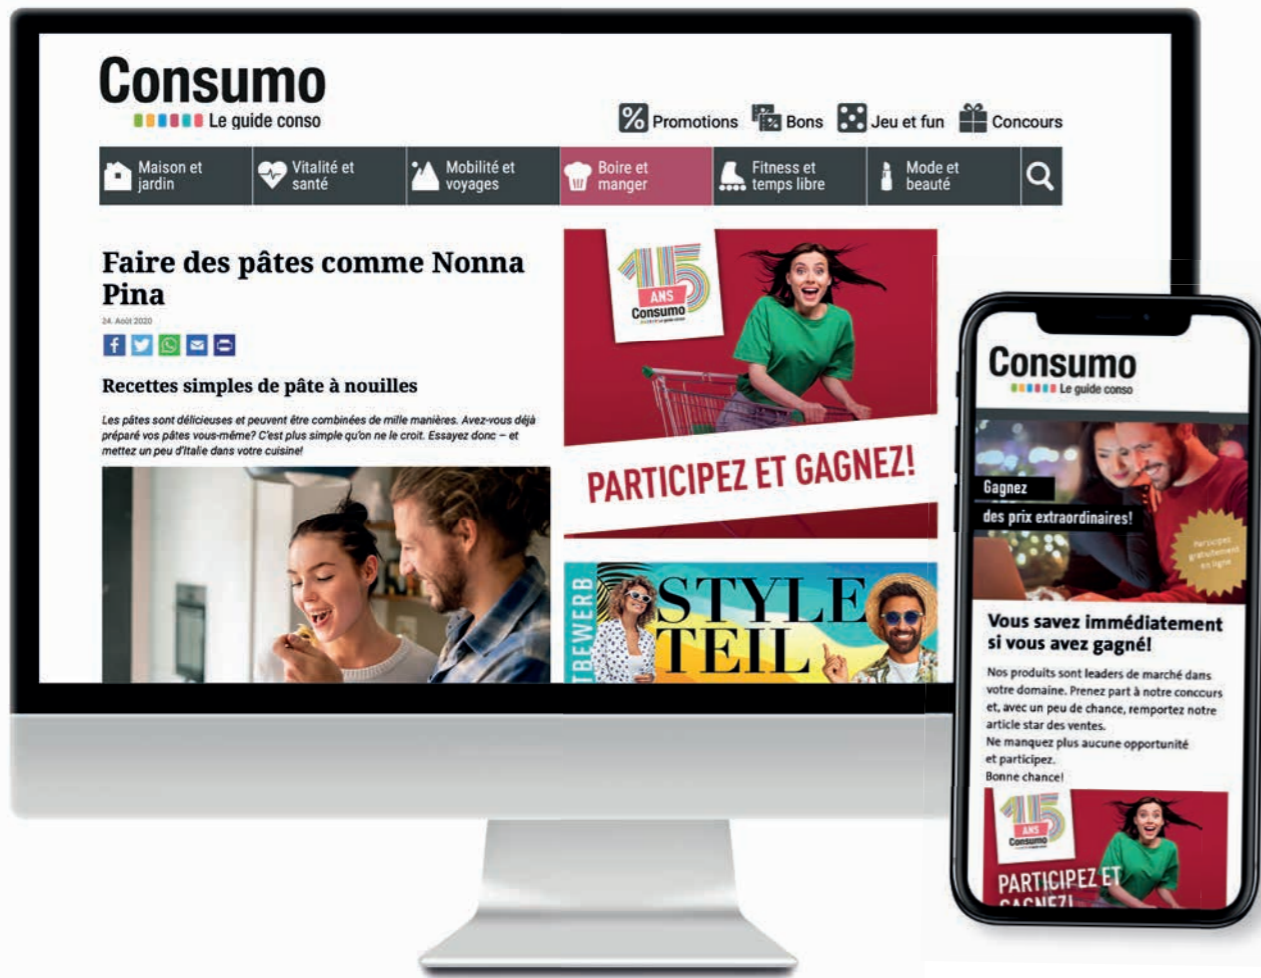 Consumo
Le guide conso
Promotions
Bons
Jeu et fun
Concours
Maison et
jardin
Vitalité et
santé
Mobilité et
voyages
Boire et
manger
Fitness et
temps libre
Mode et
beauté
Faire des pâtes comme Nonna
Pina
24. Août 2020
Recettes simples de pâte à nouilles
Les pâtes sont délicieuses et peuvent être combinées de mille manières. Avez-vous déjà
préparé vos pâtes vous-même? C'est plus simple qu'on ne le croit. Essayez donc – et
mettez un peu d'Italie dans votre cuisine!
15
ANS
Consumo
PARTICIPEZ ET GAGNEZ!
TBEWERB
STYLE
TEIL
Consumo
Le guide conso
Gagnez
des prix extraordinaires!
Participez
gratuitement
en ligne
Vous savez immédiatement
si vous avez gagné!
Nos produits sont leaders de marché dans
votre domaine. Prenez part à notre concours
et, avec un peu de chance, remportez notre
article star des ventes.
Ne manquez plus aucune opportunité
et participez.
Bonne chance!
15
ANS
Consumo
PARTICIPEZ ET
GAGNEZ!